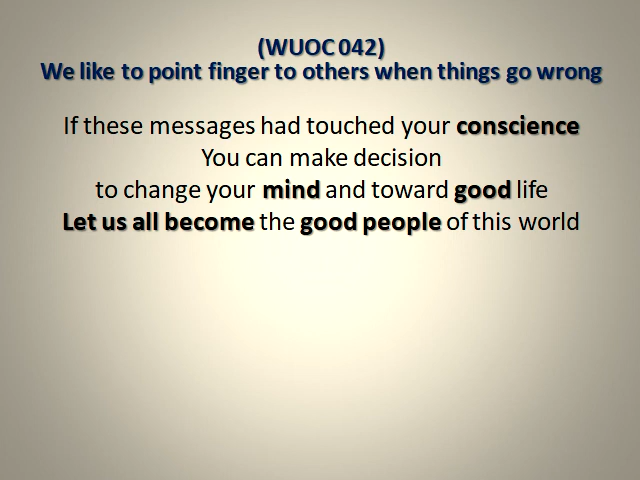 (WUOC 042)
We like to point finger to others when things go wrong
If these messages had touched your conscience
You can make decision
to change your mind and toward good life
Let us all become the good people of this world